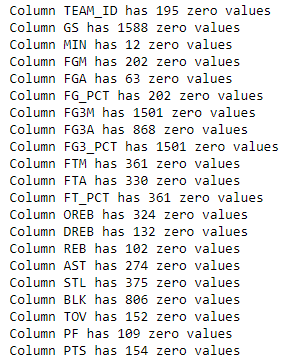 Column TEAM_ID has 195 zero values
Column GS has 1588 zero values
Column MIN has 12 zero values
Column FGM has 202 zero values
Column FGA has 63 zero values
Column FG_PCT has 202 zero values
Column FG3M has 1501 zero values
Column FG3A has 868 zero values
Column FG3_PCT has 1501 zero values
Column FTM has 361 zero values
Column FTA has 330 zero values
Column FT_PCT has 361 zero values
Column OREB has 324 zero values
Column DREB has 132 zero values
Column REB has 102 zero values
Column AST has 274 zero values
Column STL has 375 zero values
Column BLK has 806 zero values
Column TOV has 152 zero values
Column PF has 109 zero values
Column PTS has 154 zero values